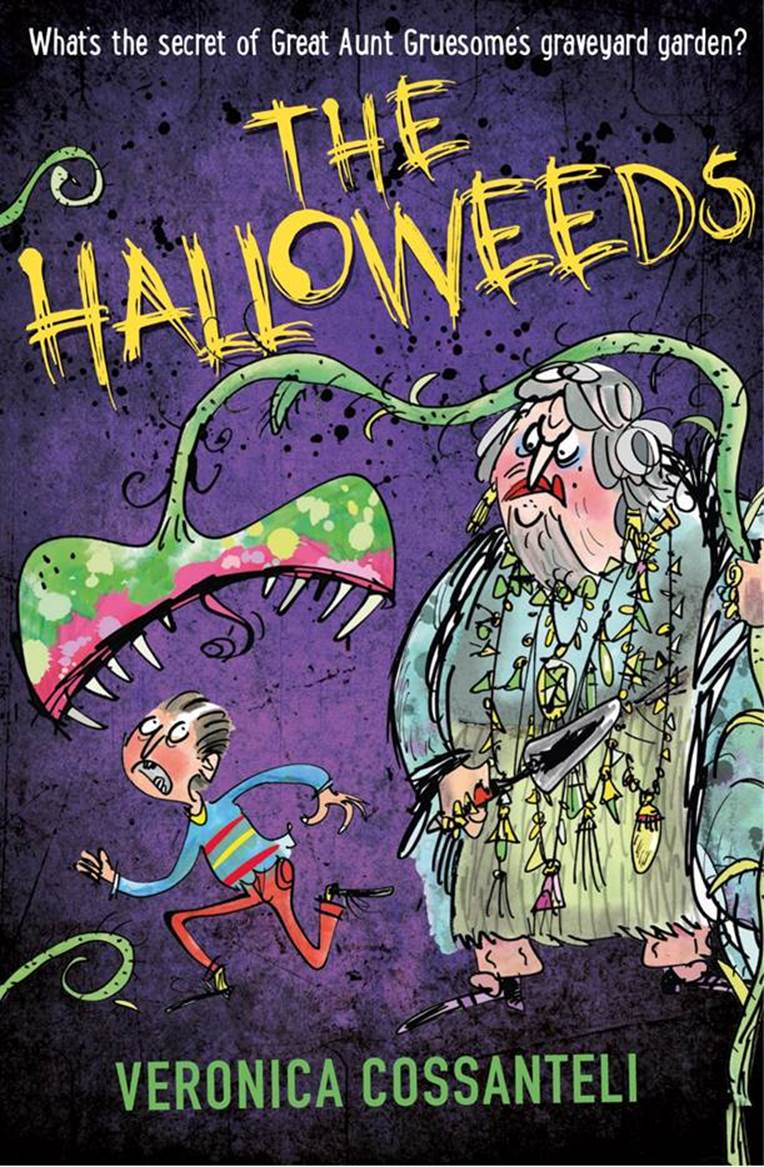 What's the secret of Great Aunt Gruesome's graveyard garden?
THE
HALLOWEEDS
VERONICA COSSANTELI